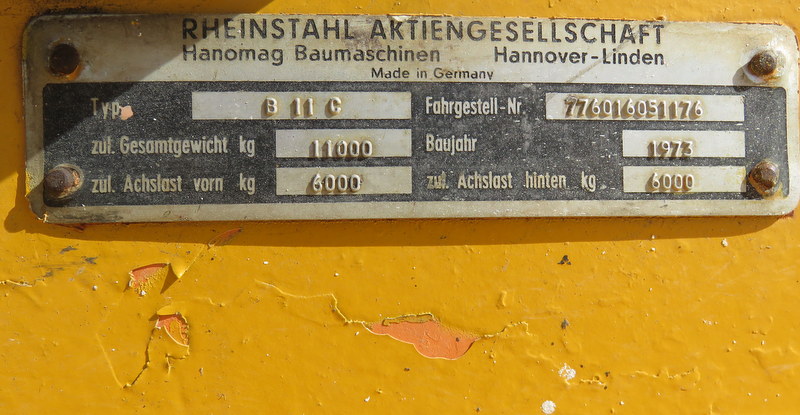 RHEINSTAHL AKTIENGESELLSCHAFT
Hanomag Baumaschinen Hannover-Linden
Made in Germany
Typ B 11 C Fahrgestell-Nr. 776016051176
zul. Gesamtgewicht kg 11000 Baujahr 1973
zul. Achslast vorn kg 6000 zul. Achslast hinten kg 6000